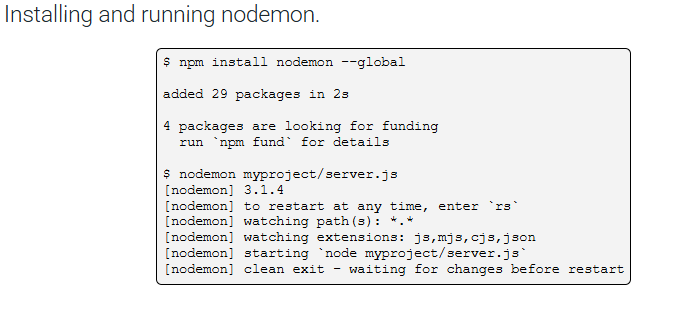 Installing and running nodemon.
$ npm install nodemon --global
added 29 packages in 2s
4 packages are looking for funding
run `npm fund` for details
$ nodemon myproject/server.js
[nodemon] 3.1.4
[nodemon] to restart at any time, enter `rs`
[nodemon] watching path(s): *.*
[nodemon] watching extensions: js,mjs,cjs,json
[nodemon] starting `node myproject/server.js`
[nodemon] clean exit - waiting for changes before restart